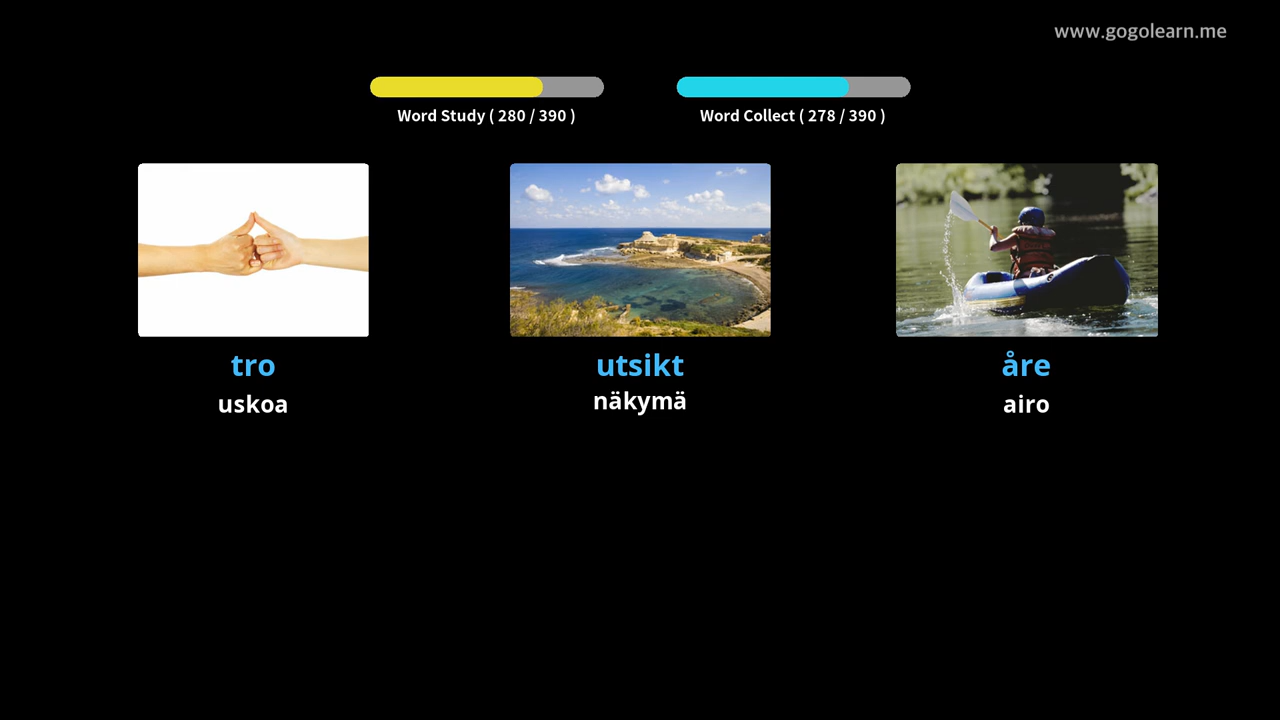 www.gogolearn.me
Word Study ( 280 / 390 )
Word Collect ( 278 / 390 )
tro
utsikt
åre
uskoa
näkymä
airo